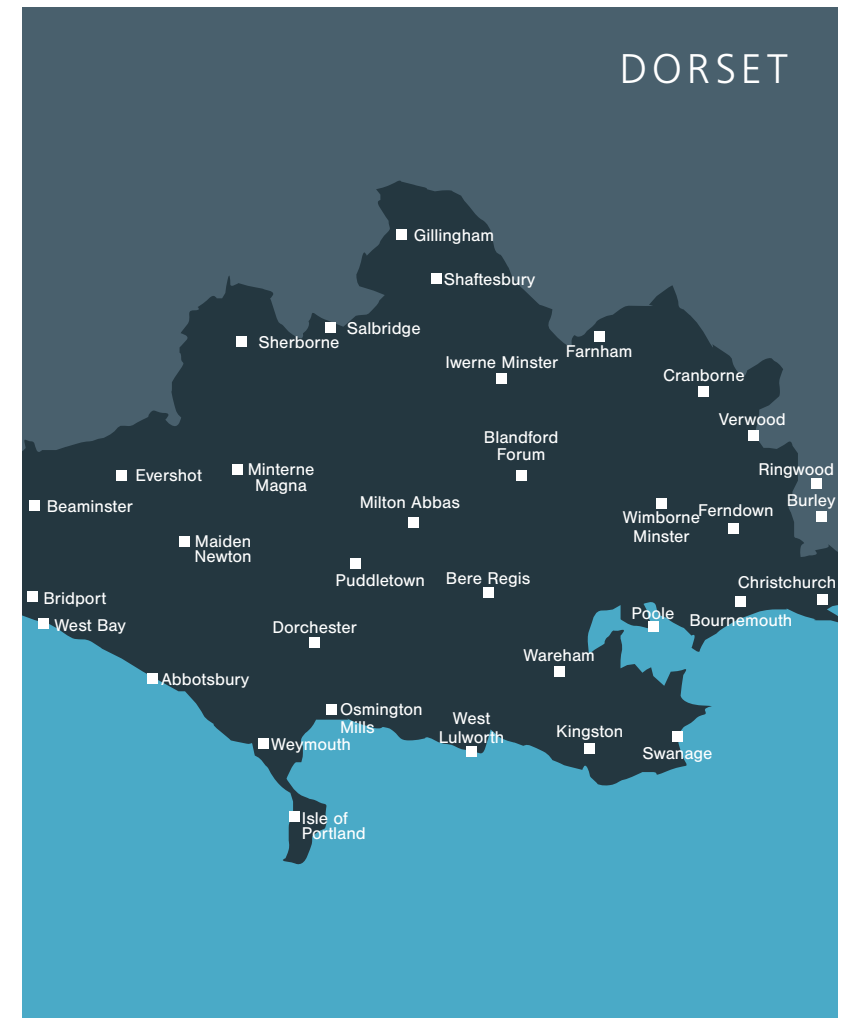 DORSET
Gillingham
Shaftesbury
Salbridge
Sherborne
Farnham
Iwerne Minster
Cranborne
Verwood
Blandford
Forum
Ringwood
Minterne
Magna
Evershot
Burley
Milton Abbas
Beaminster
Ferndown
Wimborne
Minster
Maiden
Newton
Puddletown
Bere Regis
Christchurch
Bridport
Poole
Bournemouth
West Bay
Dorchester
Wareham
Abbotsbury
Osmington
Mills
West
Lulworth
Kingston
Weymouth
Swanage
Isle of
Portland